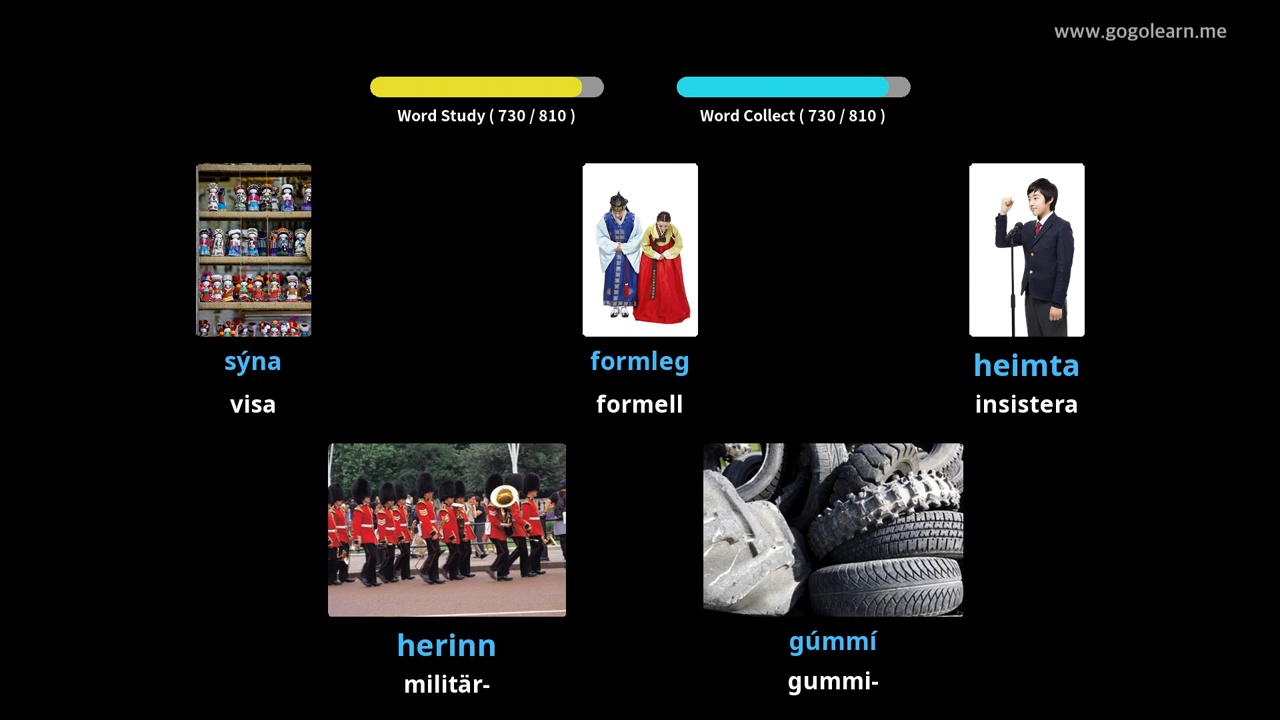 www.gogolearn.me
Word Study ( 730 / 810 )
Word Collect ( 730 / 810 )
sýna
visa
formleg
formell
heimta
insistera
herinn
militär-
gúmmí
gummi-